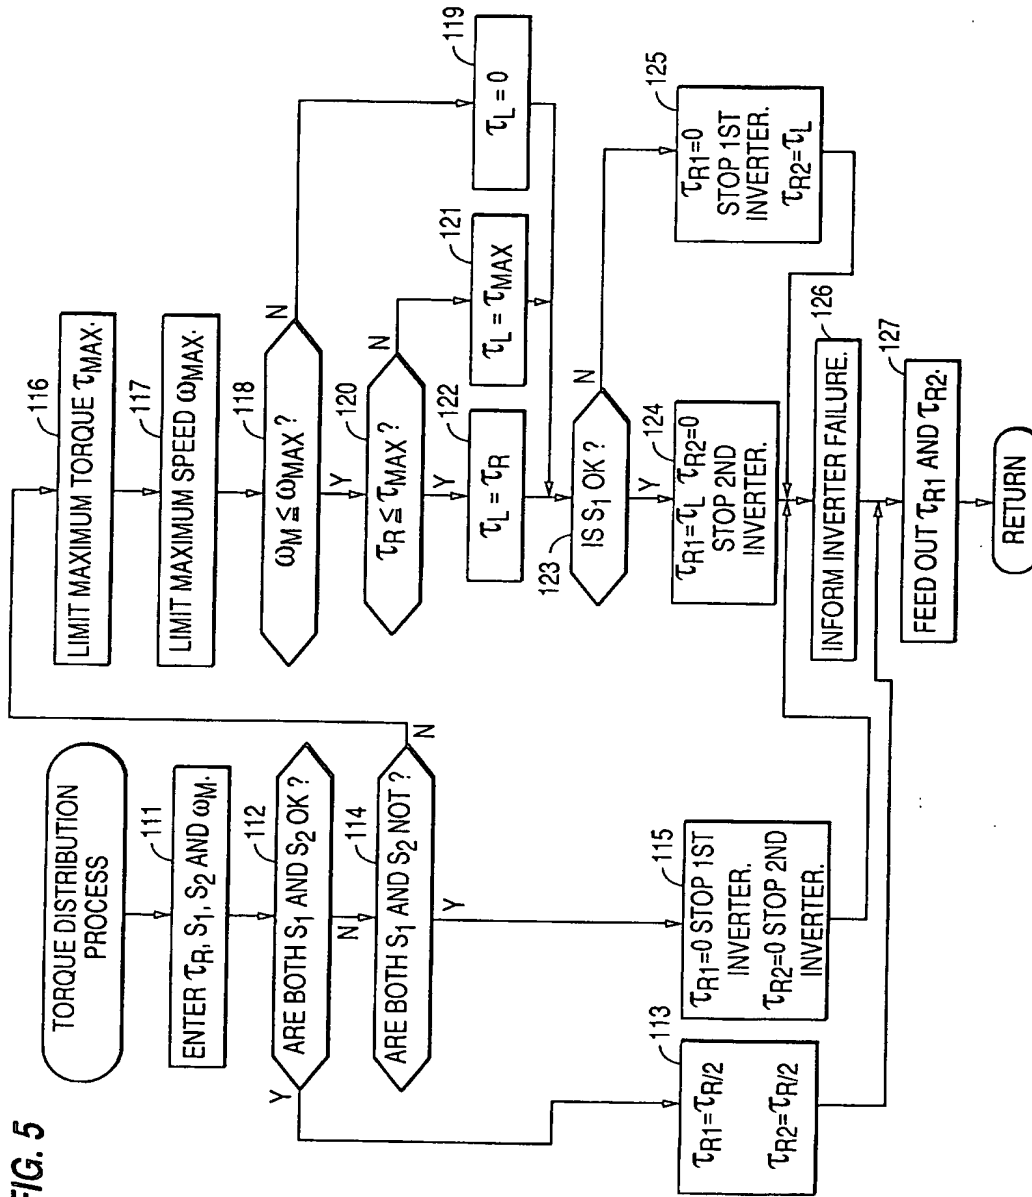 FIG. 5
TORQUE DISTRIBUTION
PROCESS
111
ENTER τR, S1, S2 AND ωM.
112
ARE BOTH S1 AND S2 OK ?
Y
N
114
ARE BOTH S1 AND S2 NOT ?
N
Y
113
τR1=τR/2
τR2=τR/2
115
τR1=0 STOP 1ST
INVERTER.
τR2=0 STOP 2ND
INVERTER.
116
LIMIT MAXIMUM TORQUE τMAX.
117
LIMIT MAXIMUM SPEED ωMAX.
118
ωM ≦ ωMAX ?
N
Y
119
τL = 0
120
τR ≦ τMAX ?
N
Y
121
τL = τMAX
122
τL = τR
123
IS S1 OK ?
N
Y
124
τR1=τL τR2=0
STOP 2ND
INVERTER.
125
τR1=0
STOP 1ST
INVERTER.
τR2=τL
126
INFORM INVERTER FAILURE.
127
FEED OUT τR1 AND τR2.
RETURN